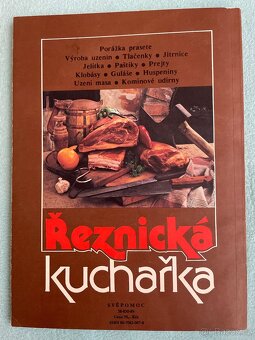 Porážka prasete
Výroba uzenin • Tlačenky • Jitrnice
Jelítka • Paštiky • Prejty
Klobásy • Guláše • Huspeniny
Uzení masa • Komínové udírny
Řeznická
kuchařka
SVÉPOMOC